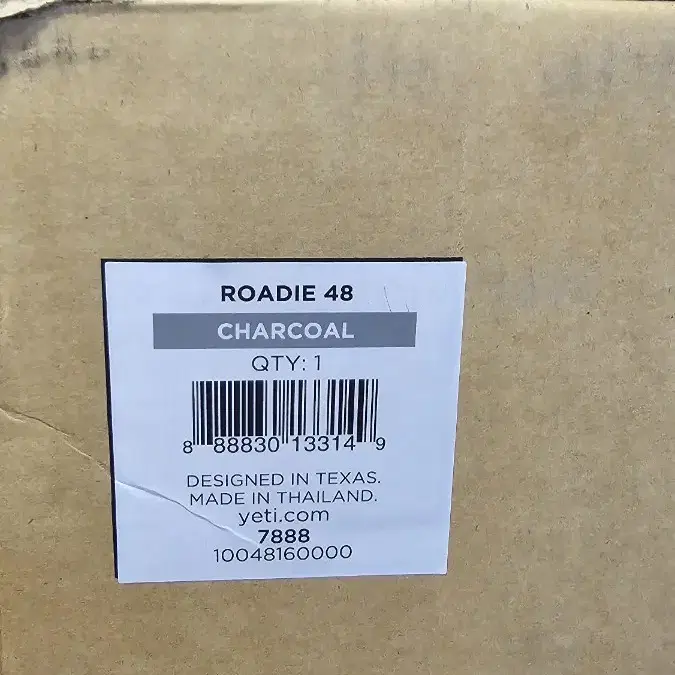 ROADIE 48
CHARCOAL
QTY: 1
8 88830 13314 9
DESIGNED IN TEXAS.
MADE IN THAILAND.
yeti.com
7888
10048160000